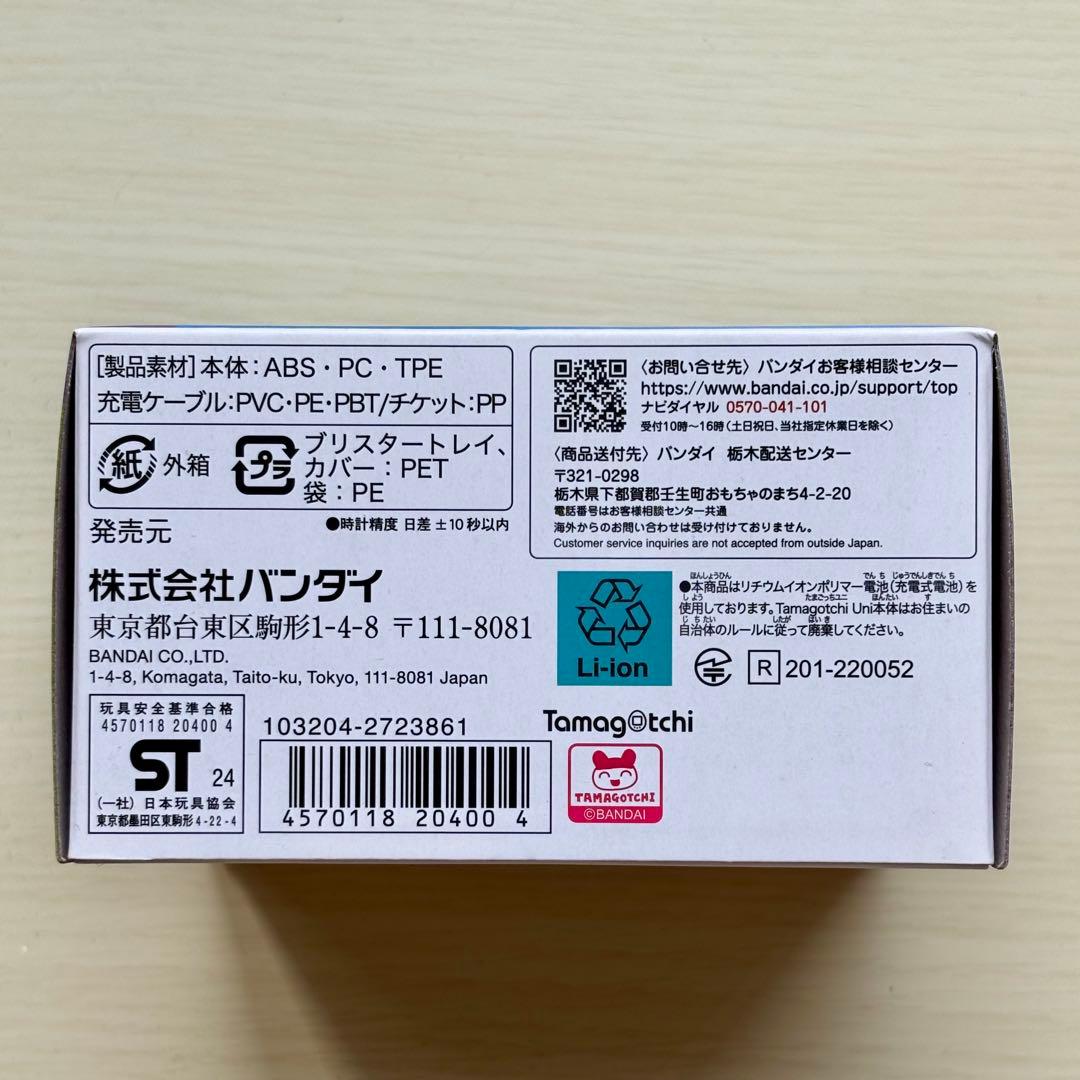 [製品素材]本体:ABS・PC・TPE
充電ケーブル:PVC・PE・PBT/チケット:PP
紙 外箱
プラ
ブリスタートレイ、
カバー:PET
袋:PE
発売元
●時計精度 日差 ±10秒以内
株式会社バンダイ
東京都台東区駒形1-4-8 〒111-8081
BANDAI CO.,LTD.
1-4-8, Komagata, Taito-ku, Tokyo, 111-8081 Japan
玩具安全基準合格
4570118 20400 4
ST 24
(一社) 日本玩具協会
東京都墨田区東駒形4-22-4
103204-2723861
4570118 20400 4
〈お問い合せ先〉バンダイお客様相談センター
https://www.bandai.co.jp/support/top
ナビダイヤル 0570-041-101
受付10時〜16時(土日祝日、当社指定休業日を除く)
〈商品送付先〉バンダイ 栃木配送センター
〒321-0298
栃木県下都賀郡壬生町おもちゃのまち4-2-20
電話番号はお客様相談センター共通
海外からのお問い合わせは受け付けておりません。
Customer service inquiries are not accepted from outside Japan.
Li-ion
●本商品はリチウムイオンポリマー電池(充電式電池)を
使用しております。Tamagotchi Uni本体はお住まいの
自治体のルールに従って廃棄してください。
R 201-220052
Tamagotchi
TAMAGOTCHI
©BANDAI